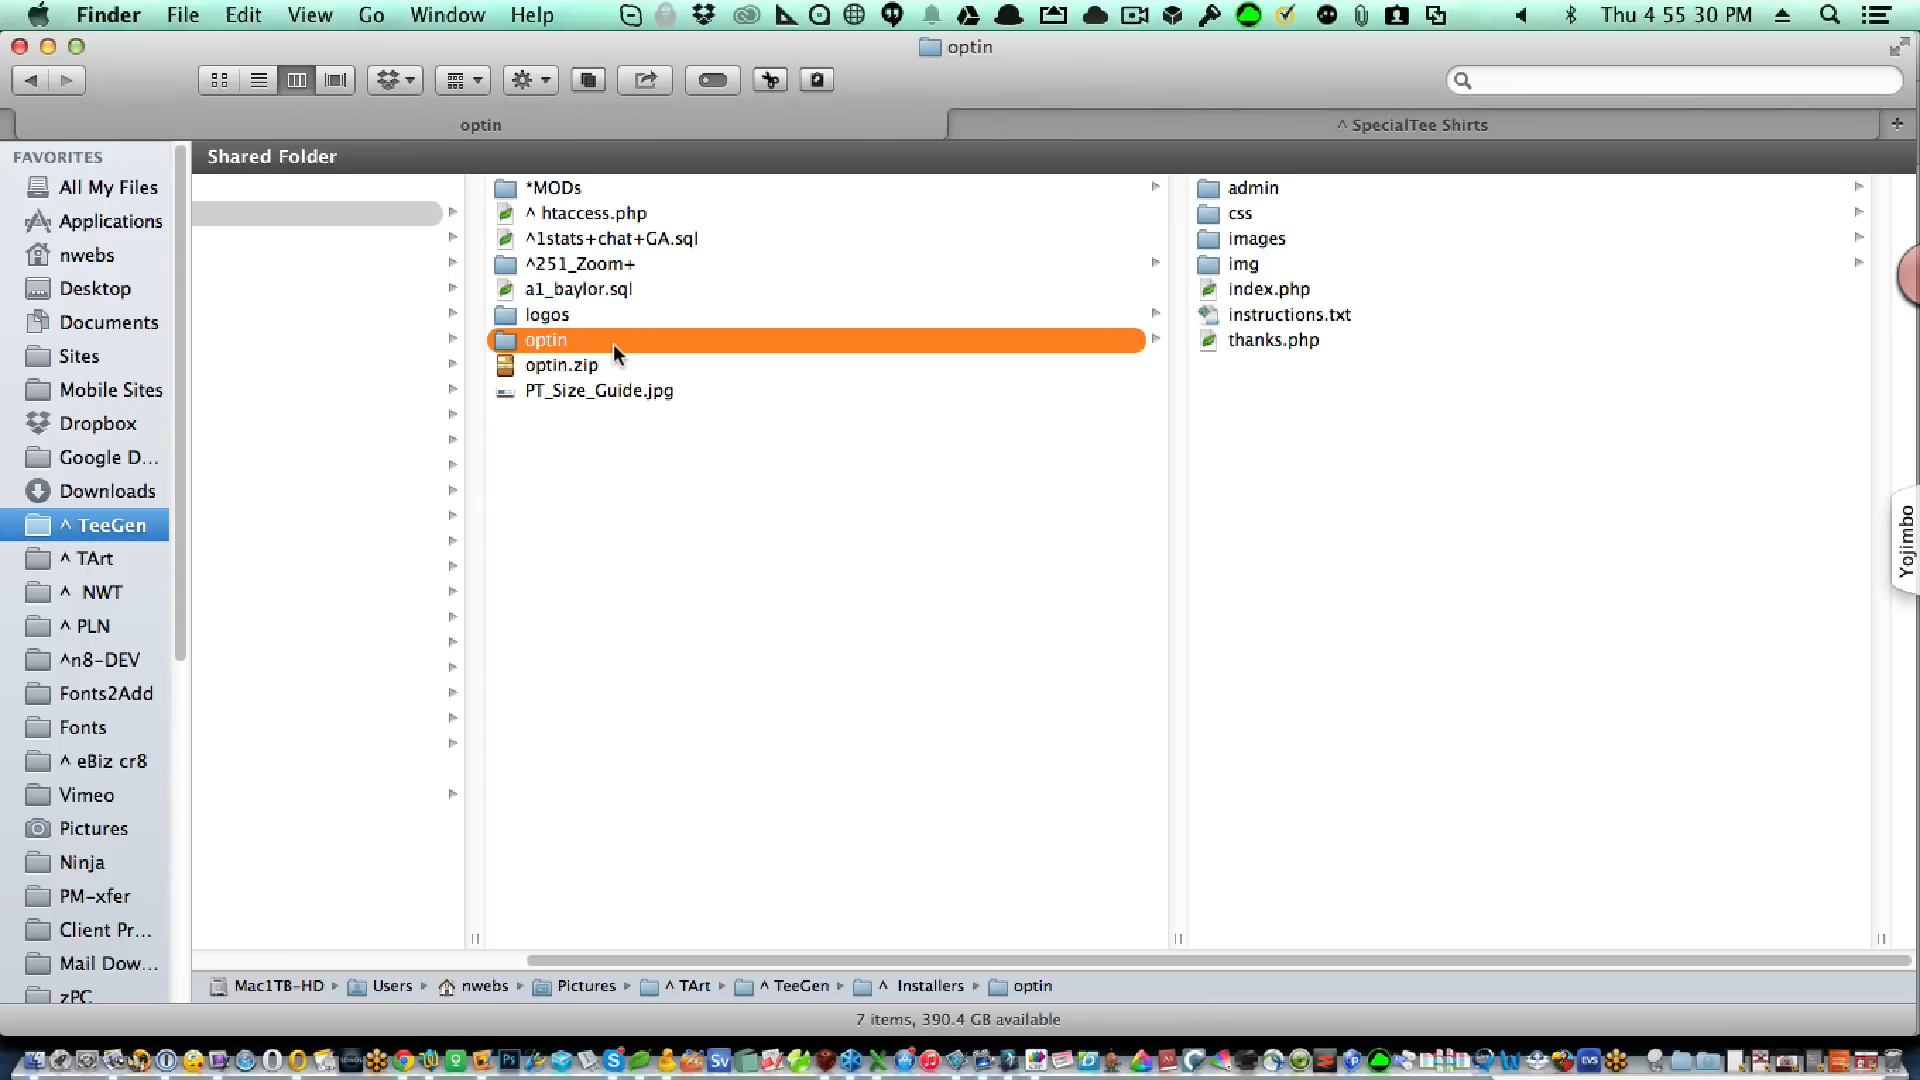 Finder File Edit View Go Window Help Thu 4 55 30 PM
optin
optin ^ SpecialTee Shirts +
FAVORITES
All My Files
Applications
nwebs
Desktop
Documents
Sites
Mobile Sites
Dropbox
Google D...
Downloads
^ TeeGen
^ TArt
^ NWT
^ PLN
^n8-DEV
Fonts2Add
Fonts
^ eBiz cr8
Vimeo
Pictures
Ninja
PM-xfer
Client Pr...
Mail Dow...
zPC
Shared Folder
*MODs
^ htaccess.php
^1stats+chat+GA.sql
^251_Zoom+
a1_baylor.sql
logos
optin
optin.zip
PT_Size_Guide.jpg
admin
css
images
img
index.php
instructions.txt
thanks.php
Yojimbo
Mac1TB-HD Users nwebs Pictures ^ TArt ^ TeeGen ^ Installers optin
7 items, 390.4 GB available